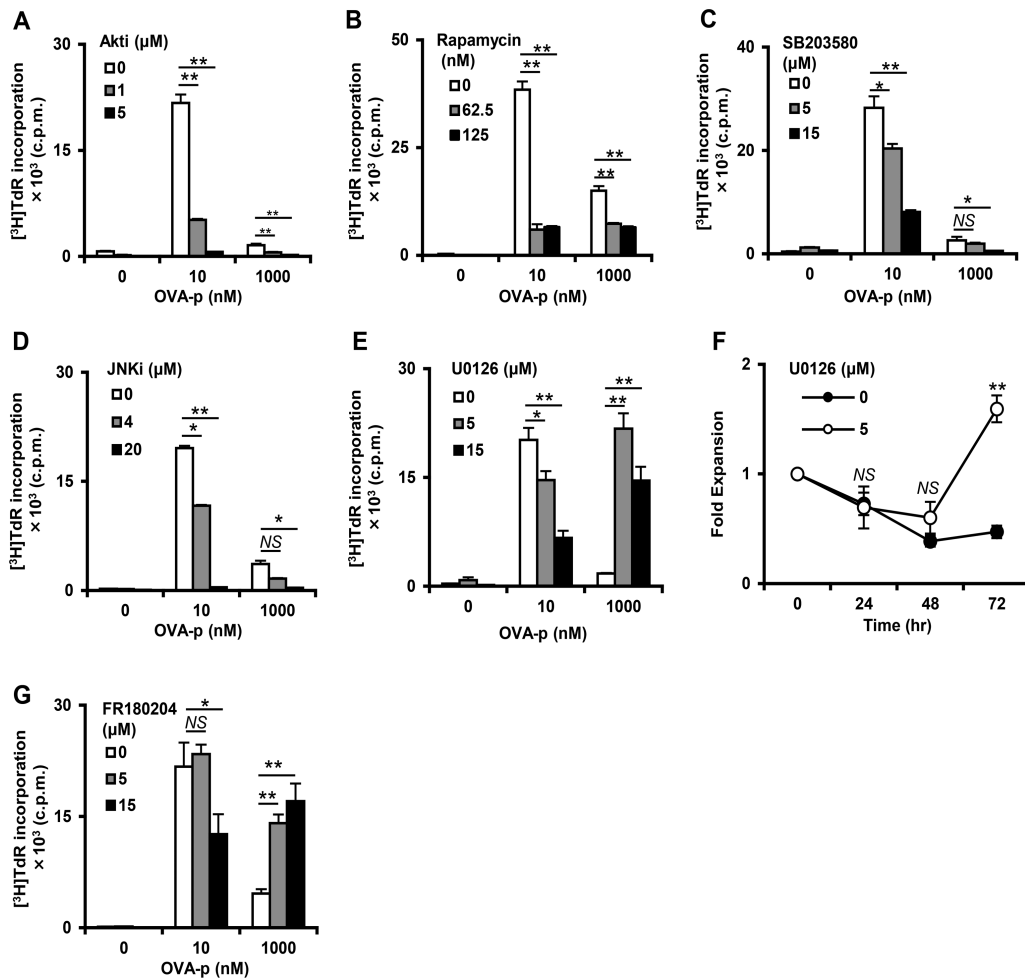 A
Akti (μM)
0
1
5
[³H]TdR incorporation
× 10³ (c.p.m.)
30
21
12
0
**
**
**
**
0 10 1000
OVA-p (nM)
B
Rapamycin
(nM)
0
62.5
125
[³H]TdR incorporation
× 10³ (c.p.m.)
50
25
0
**
**
**
**
0 10 1000
OVA-p (nM)
C
SB203580
(μM)
0
5
15
[³H]TdR incorporation
× 10³ (c.p.m.)
40
20
0
**
*
*
NS
0 10 1000
OVA-p (nM)
D
JNKi (μM)
0
4
20
[³H]TdR incorporation
× 10³ (c.p.m.)
30
15
0
**
*
*
NS
0 10 1000
OVA-p (nM)
E
U0126 (μM)
0
5
15
[³H]TdR incorporation
× 10³ (c.p.m.)
30
15
0
**
*
**
**
0 10 1000
OVA-p (nM)
F
U0126 (μM)
0
5
Fold Expansion
2
1
0
NS
NS
**
0 24 48 72
Time (hr)
G
FR180204
(μM)
0
5
15
[³H]TdR incorporation
× 10³ (c.p.m.)
30
15
0
*
NS
**
**
0 10 1000
OVA-p (nM)